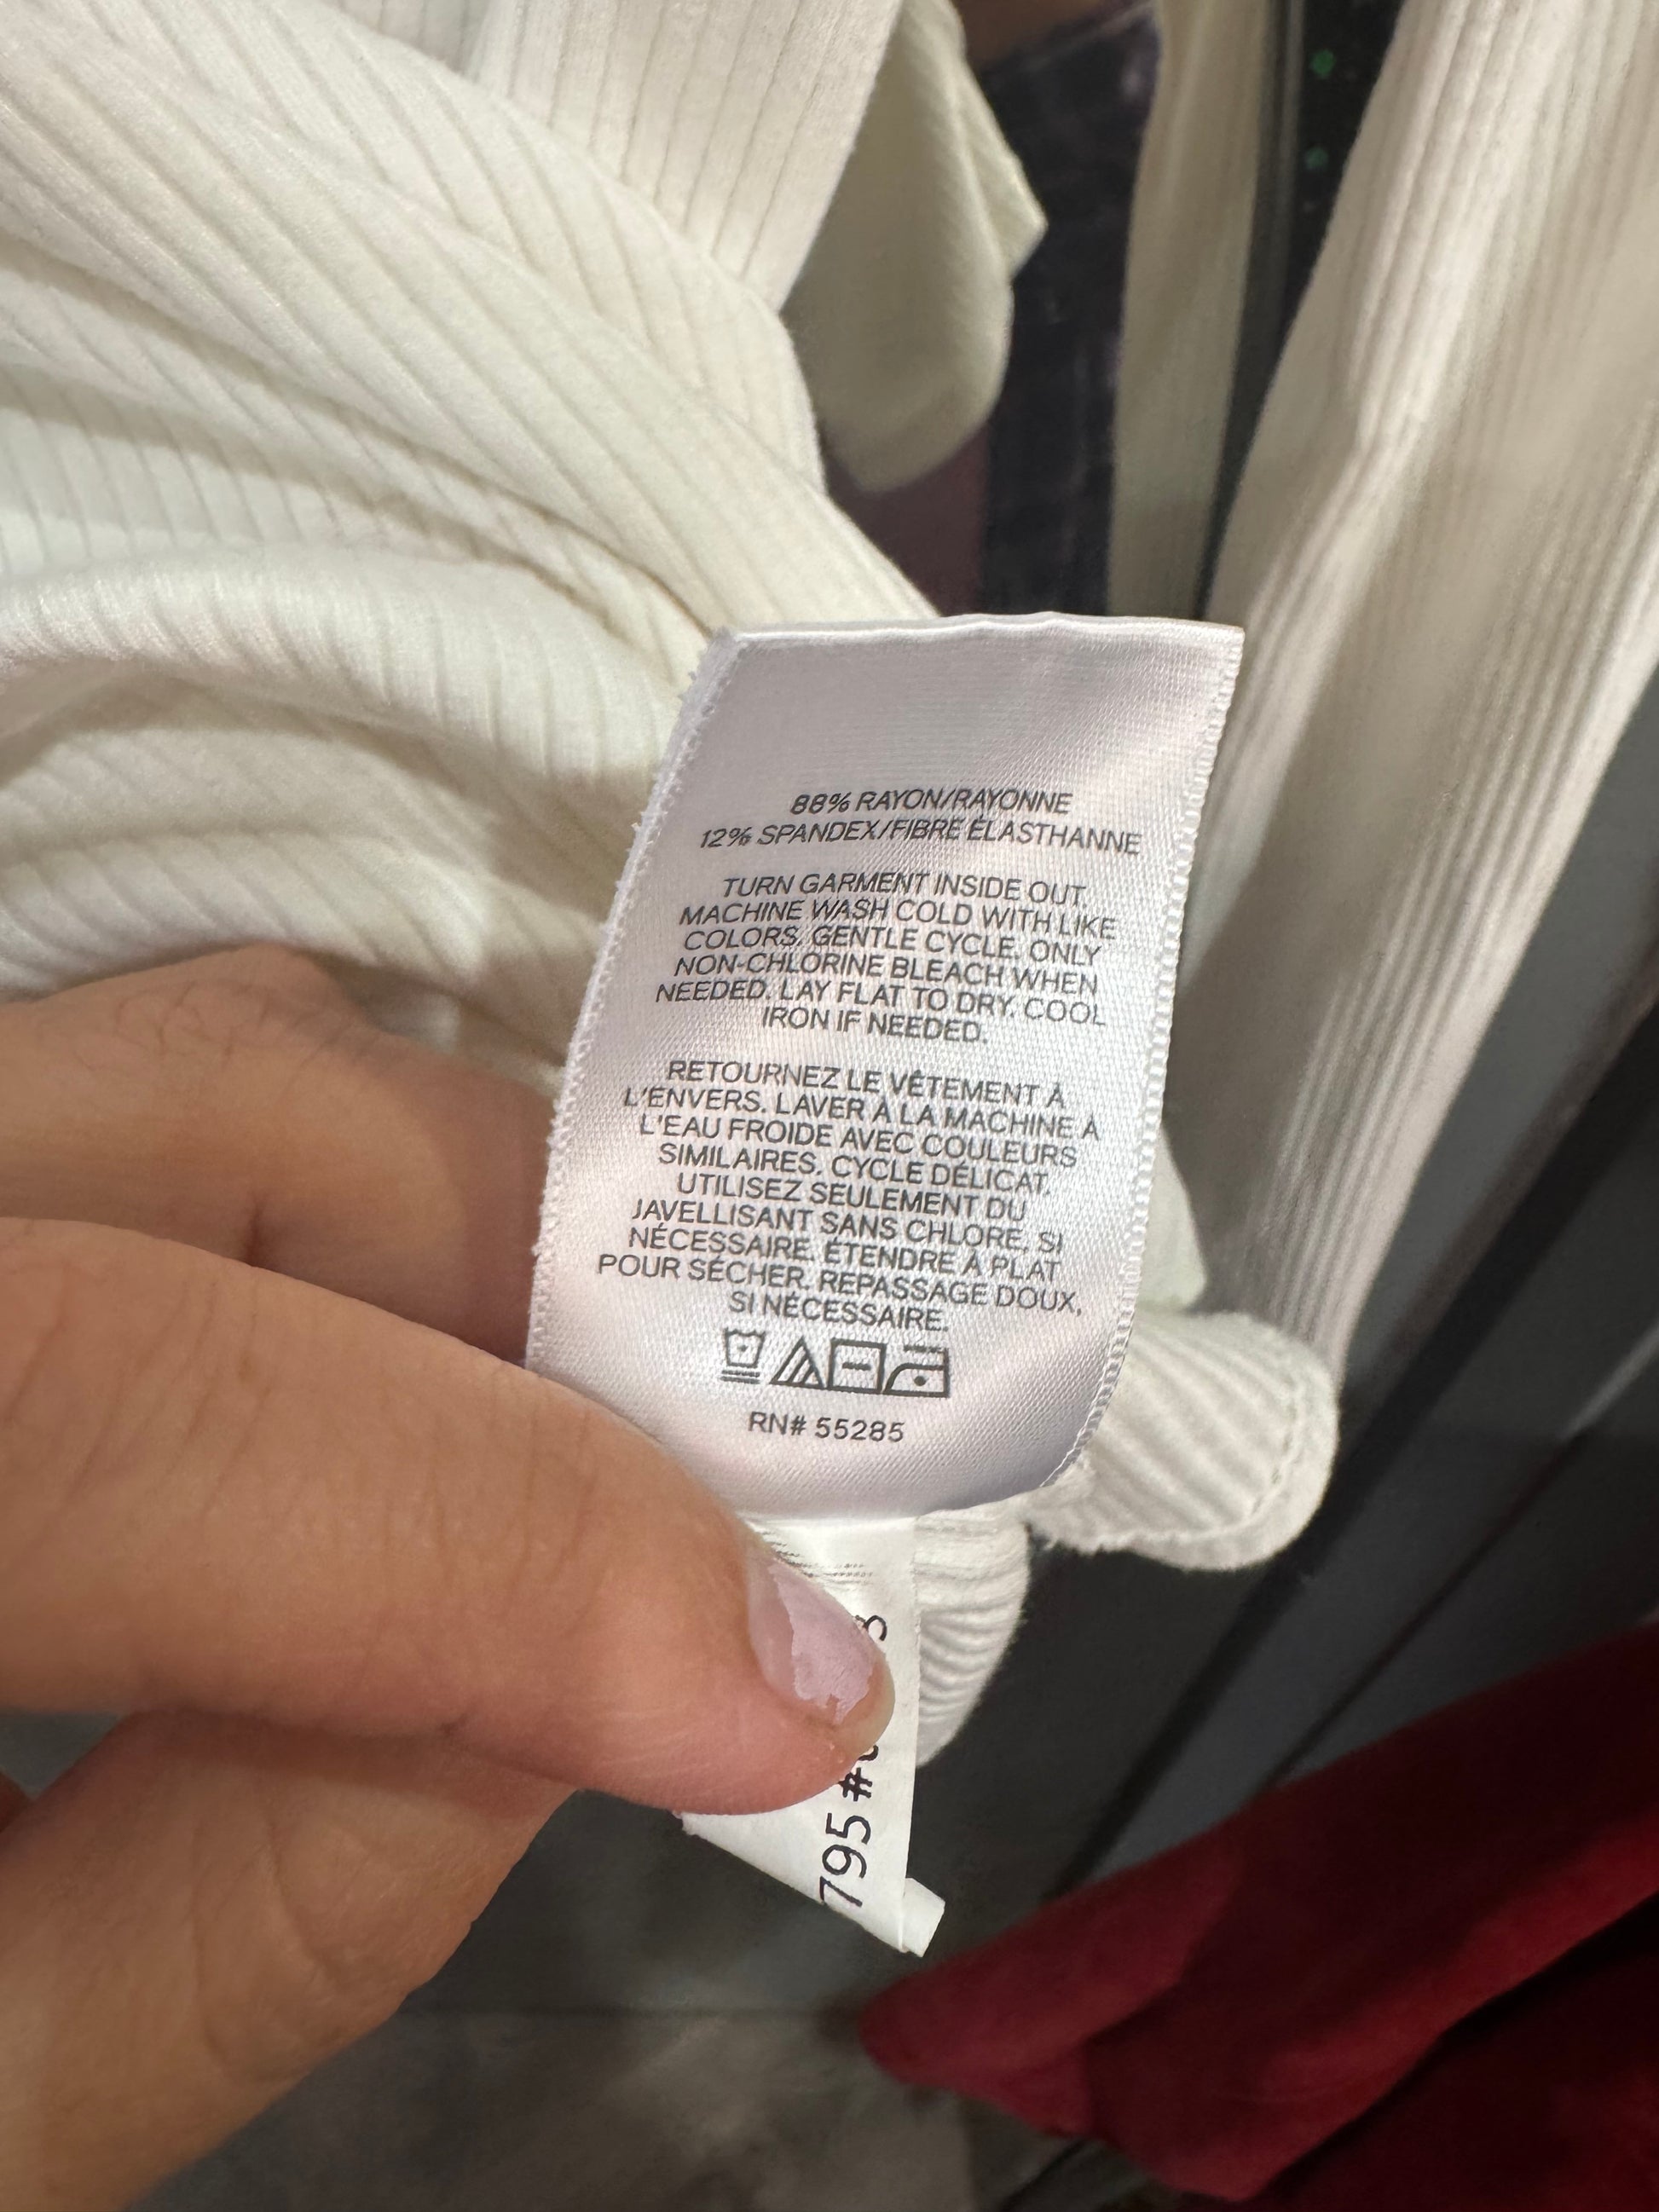 88% RAYON/RAYONNE
12% SPANDEX/FIBRE ÉLASTHANNE
TURN GARMENT INSIDE OUT
MACHINE WASH COLD WITH LIKE
COLORS. GENTLE CYCLE. ONLY
NON-CHLORINE BLEACH WHEN
NEEDED. LAY FLAT TO DRY. COOL
IRON IF NEEDED.
RETOURNEZ LE VÊTEMENT À
L'ENVERS. LAVER À LA MACHINE À
L'EAU FROIDE AVEC COULEURS
SIMILAIRES. CYCLE DÉLICAT.
UTILISEZ SEULEMENT DU
JAVELLISANT SANS CHLORE, SI
NÉCESSAIRE. ÉTENDRE À PLAT
POUR SÉCHER. REPASSAGE DOUX,
SI NÉCESSAIRE.
RN# 55285
795#